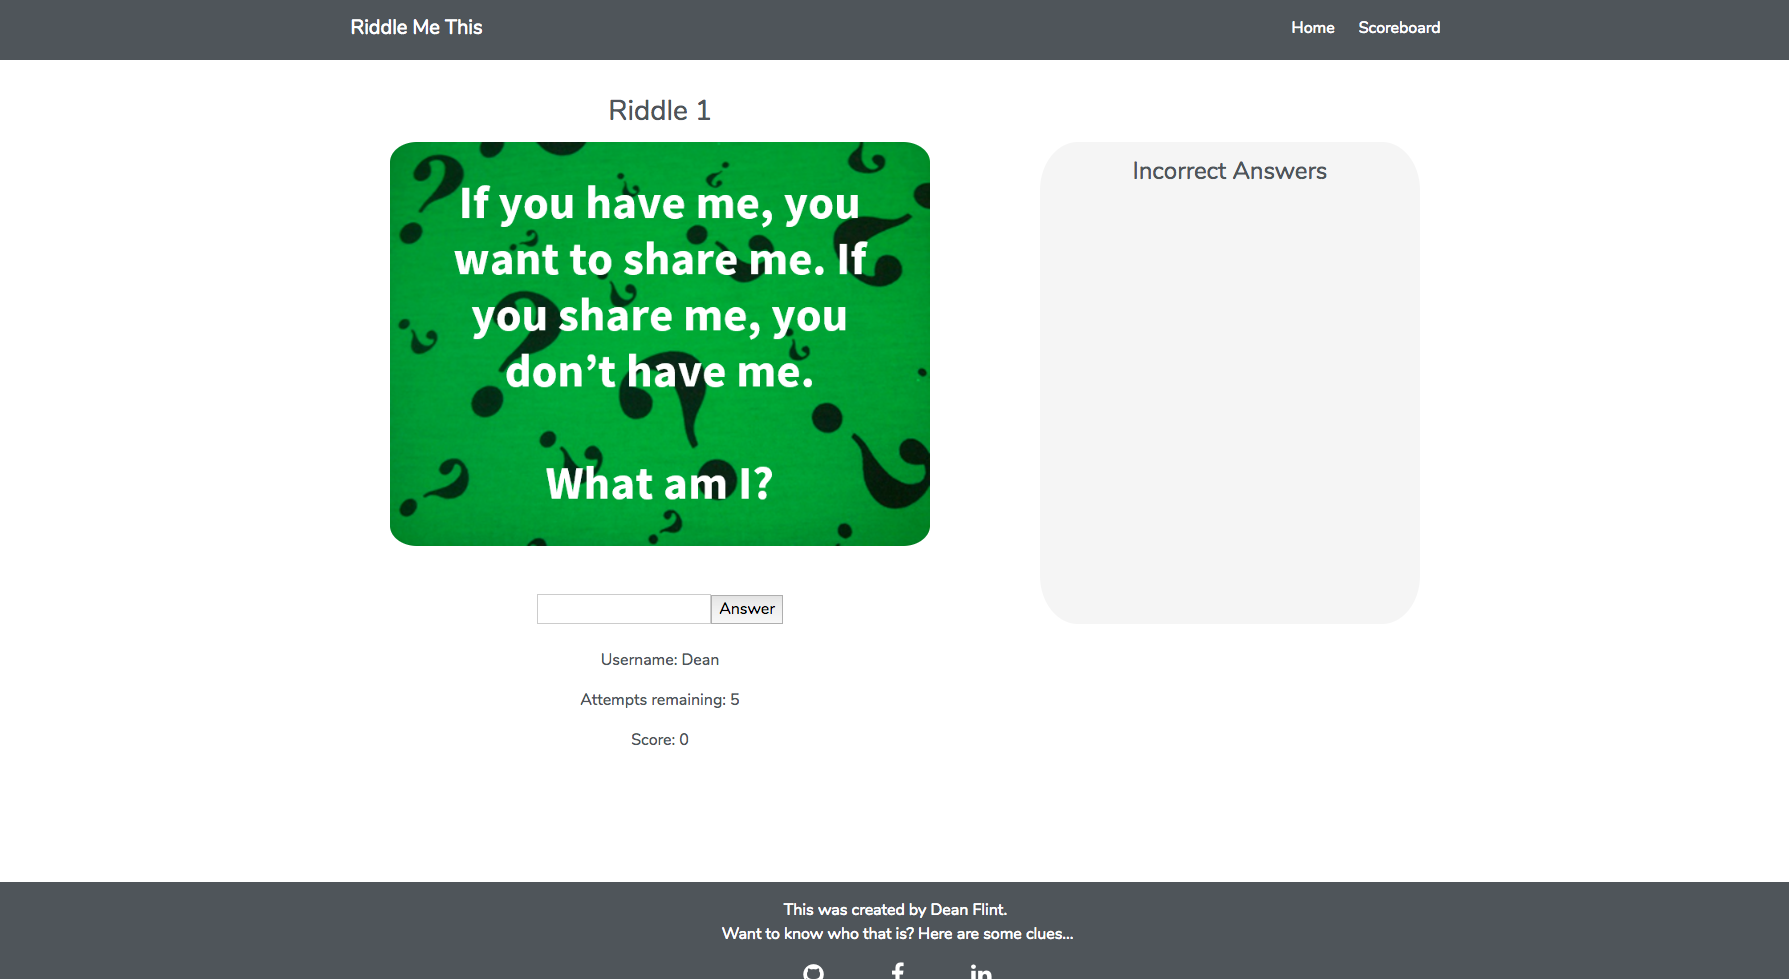 Riddle Me This
Home Scoreboard
Riddle 1
If you have me, you
want to share me. If
you share me, you
don’t have me.
What am I?
Incorrect Answers
Answer
Username: Dean
Attempts remaining: 5
Score: 0
This was created by Dean Flint.
Want to know who that is? Here are some clues...